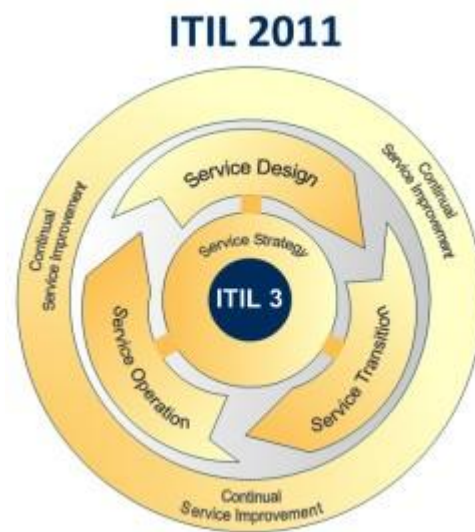 ITIL 2011
Continual
Service Improvement
Continual
Service Improvement
Service Design
Service Strategy
ITIL 3
Service Operation
Service Transition
Continual
Service Improvement